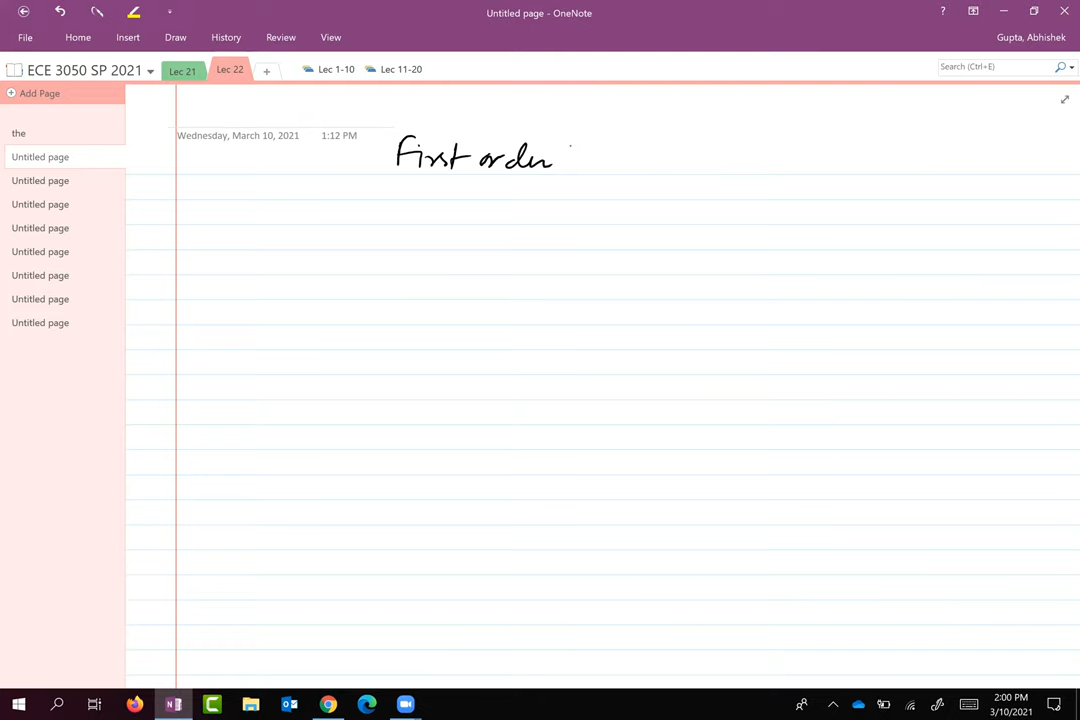 Untitled page - OneNote
File Home Insert Draw History Review View
Gupta, Abhishek
ECE 3050 SP 2021
Lec 21
Lec 22
Lec 1-10
Lec 11-20
Search (Ctrl+E)
Add Page
the
Untitled page
Untitled page
Untitled page
Untitled page
Untitled page
Untitled page
Untitled page
Untitled page
Wednesday, March 10, 2021 1:12 PM
First order
2:00 PM
3/10/2021